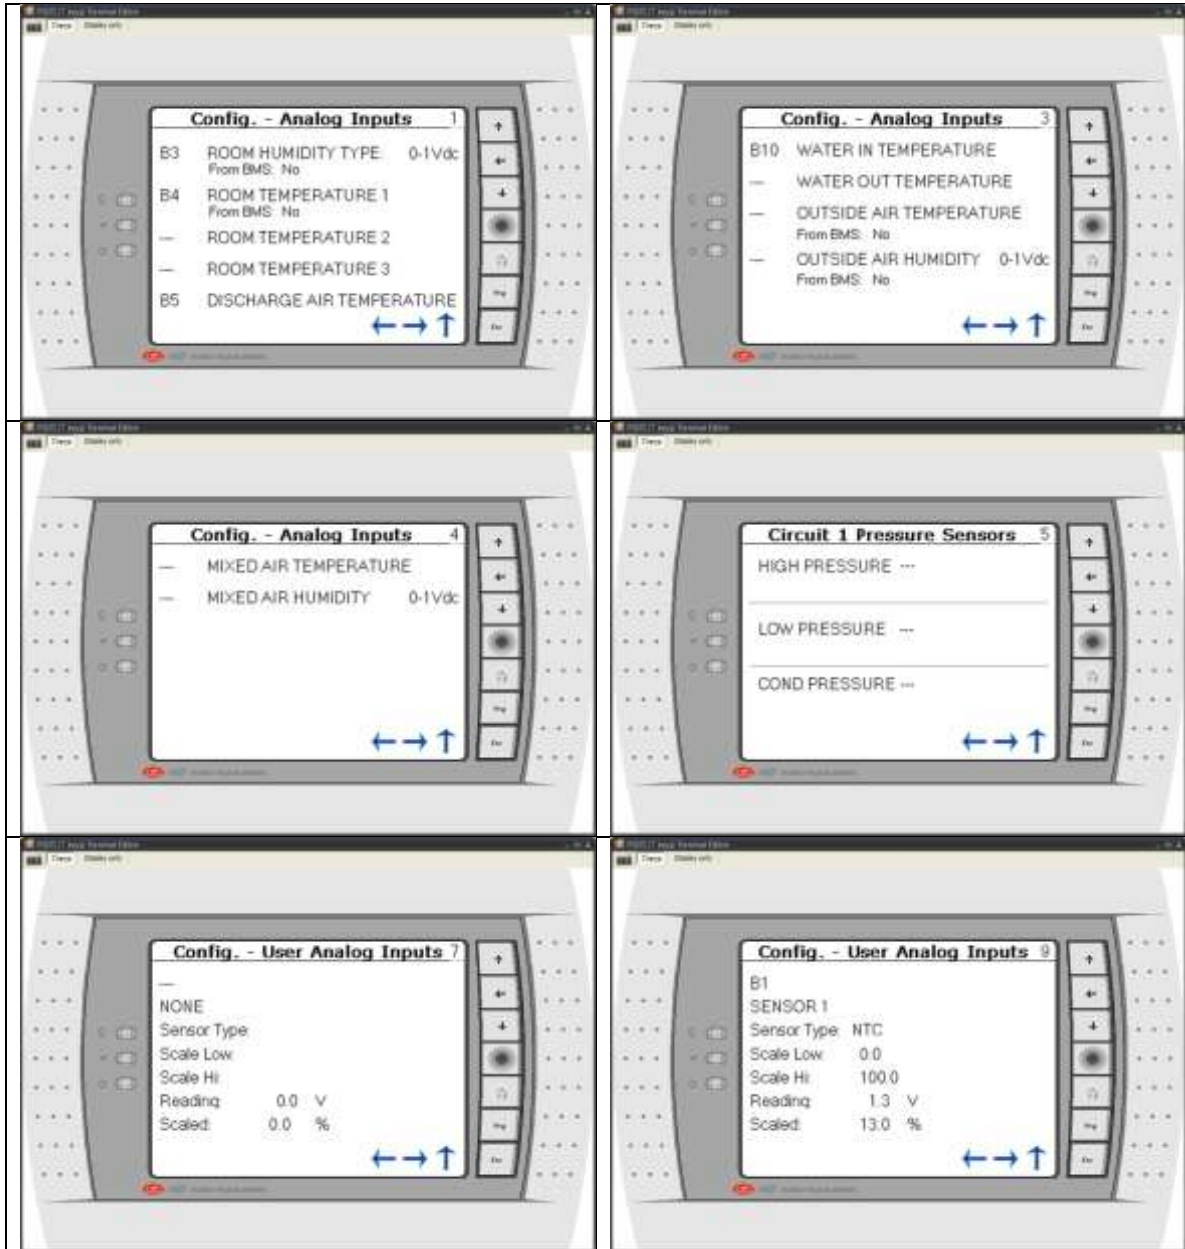 Config. - Analog Inputs 1
B3 ROOM HUMIDITY TYPE: 0-1Vdc
From BMS: No
B4 ROOM TEMPERATURE 1
From BMS: No
--- ROOM TEMPERATURE 2
--- ROOM TEMPERATURE 3
B5 DISCHARGE AIR TEMPERATURE
Config. - Analog Inputs 3
B10 WATER IN TEMPERATURE
--- WATER OUT TEMPERATURE
--- OUTSIDE AIR TEMPERATURE
From BMS: No
--- OUTSIDE AIR HUMIDITY 0-1Vdc
From BMS: No
Config. - Analog Inputs 4
--- MIXED AIR TEMPERATURE
--- MIXED AIR HUMIDITY 0-1Vdc
Circuit 1 Pressure Sensors 5
HIGH PRESSURE ---
LOW PRESSURE ---
COND PRESSURE ---
Config. - User Analog Inputs 7
---
NONE
Sensor Type:
Scale Low:
Scale Hi:
Reading: 0.0 V
Scaled: 0.0 %
Config. - User Analog Inputs 9
B1
SENSOR 1
Sensor Type: NTC
Scale Low: 0.0
Scale Hi: 100.0
Reading: 1.3 V
Scaled: 13.0 %